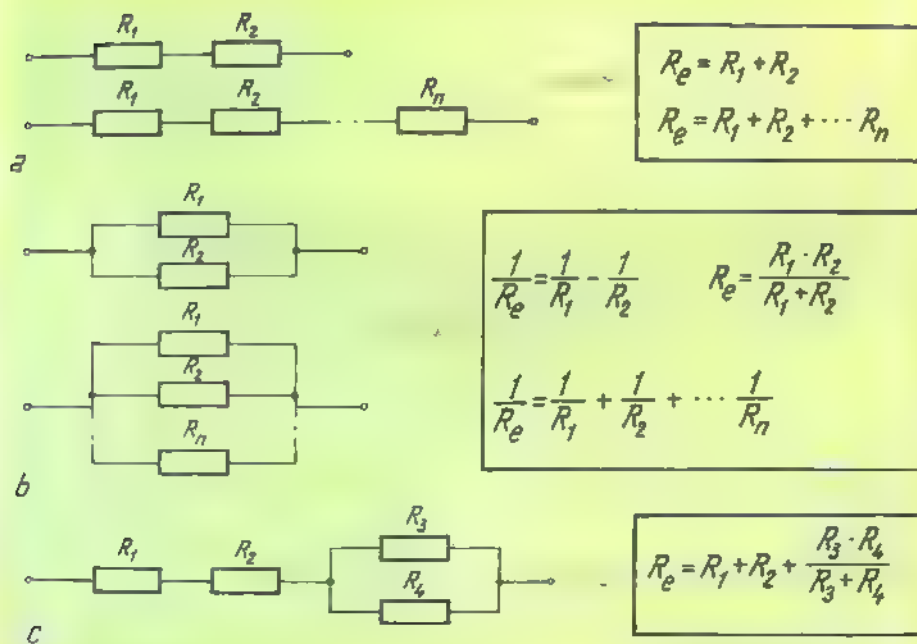 R₁ R₂
R₁ R₂ Rₙ
a
Rₑ = R₁ + R₂
Rₑ = R₁ + R₂ + ··· Rₙ
R₁
R₂
R₁
R₂
Rₙ
b
1/Rₑ = 1/R₁ - 1/R₂ Rₑ = R₁ · R₂ / R₁ + R₂
1/Rₑ = 1/R₁ + 1/R₂ + ··· 1/Rₙ
R₁ R₂ R₃
R₄
c
Rₑ = R₁ + R₂ + R₃ · R₄ / R₃ + R₄